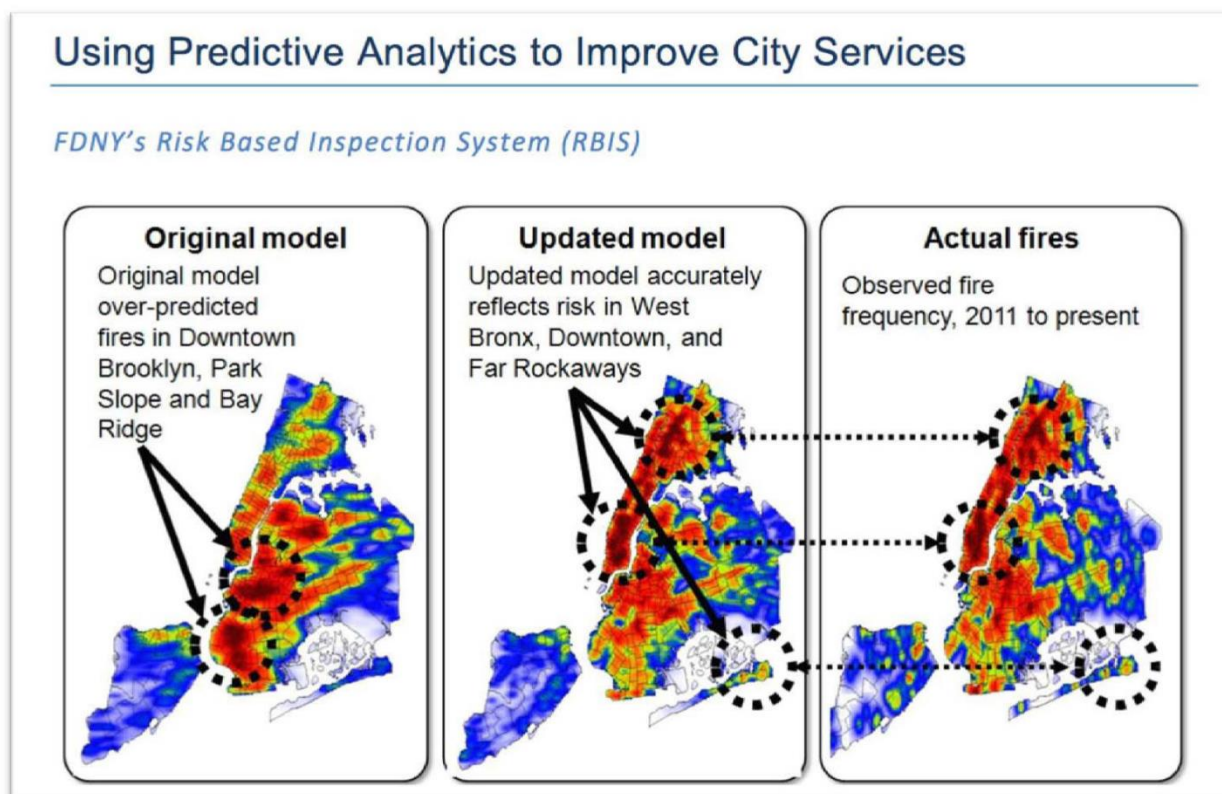 Using Predictive Analytics to Improve City Services
FDNY's Risk Based Inspection System (RBIS)
Original model
Original model
over-predicted
fires in Downtown
Brooklyn, Park
Slope and Bay
Ridge
Updated model
Updated model accurately
reflects risk in West
Bronx, Downtown, and
Far Rockaways
Actual fires
Observed fire
frequency, 2011 to present